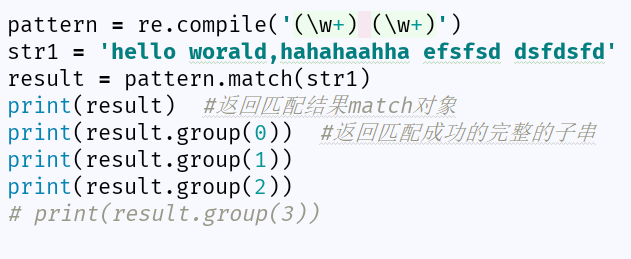 pattern = re.compile('(\w+) (\w+)')
str1 = 'hello worald,hahahaahha efsfsd dsfdsfd'
result = pattern.match(str1)
print(result)  #返回匹配结果match对象
print(result.group(0))  #返回匹配成功的完整的子串
print(result.group(1))
print(result.group(2))
# print(result.group(3))